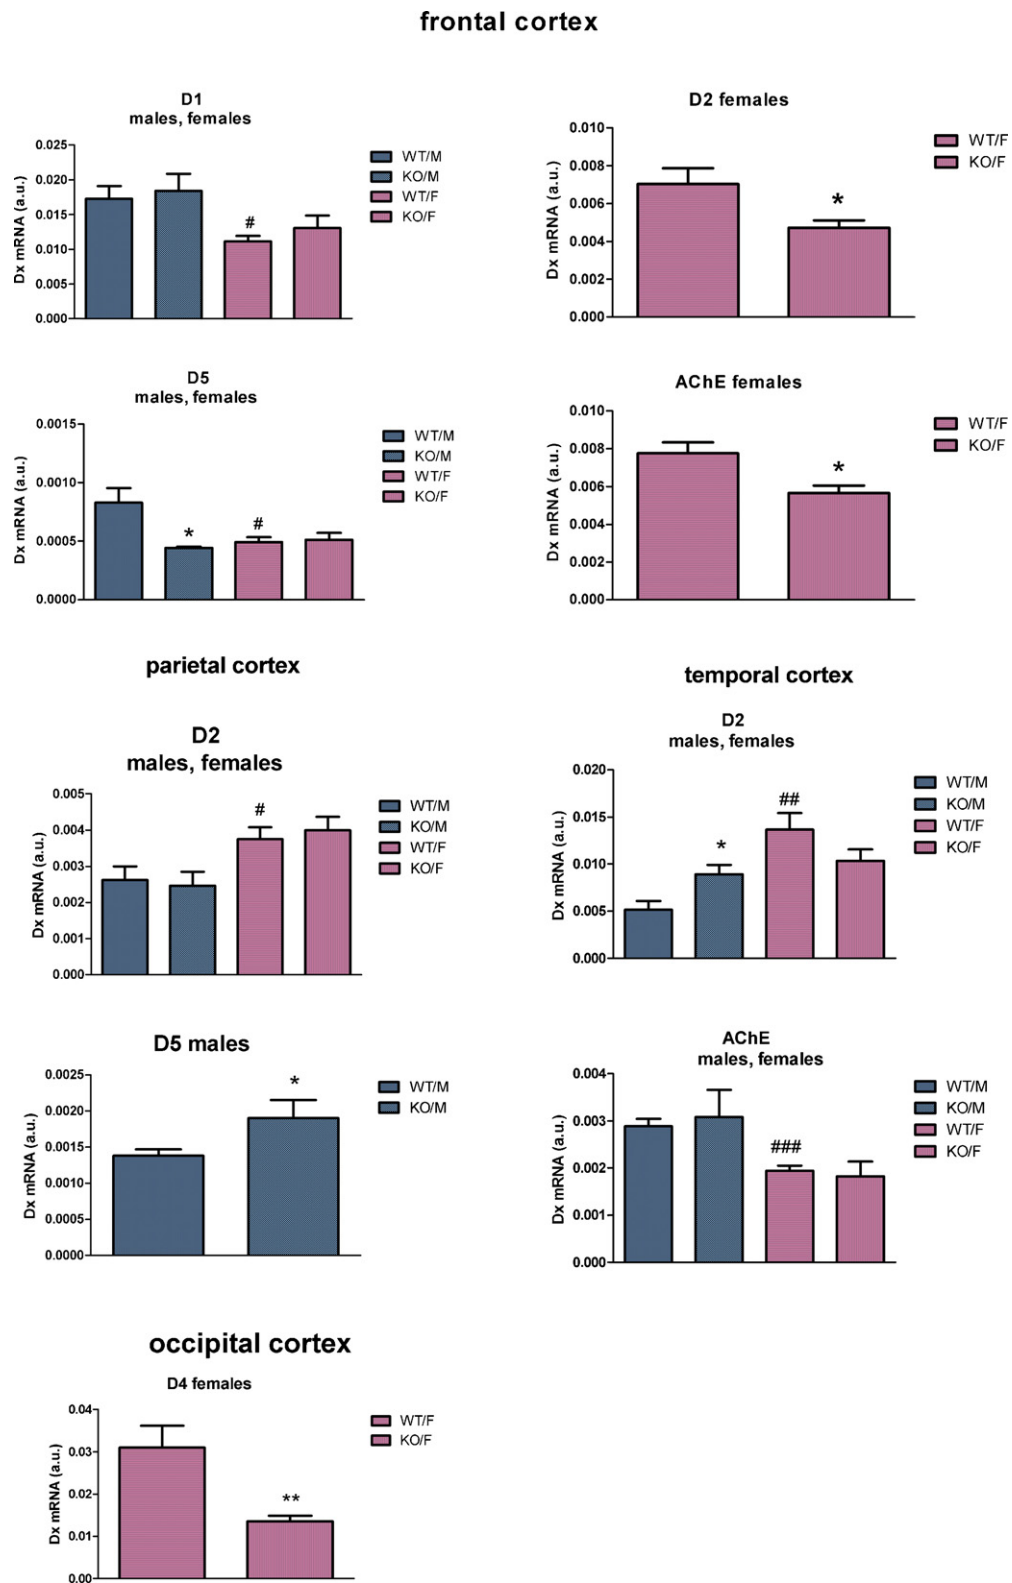 frontal cortex
D1
males, females
Dx mRNA (a.u.)
0.025
0.020
0.015
0.010
0.005
0.000
#
WT/M
KO/M
WT/F
KO/F
D2 females
Dx mRNA (a.u.)
0.010
0.008
0.006
0.004
0.002
0.000
*
WT/F
KO/F
D5
males, females
Dx mRNA (a.u.)
0.0015
0.0010
0.0005
0.0000
*
#
WT/M
KO/M
WT/F
KO/F
AChE females
Dx mRNA (a.u.)
0.010
0.008
0.006
0.004
0.002
0.000
*
WT/F
KO/F
parietal cortex
D2
males, females
Dx mRNA (a.u.)
0.005
0.004
0.003
0.002
0.001
0.000
#
WT/M
KO/M
WT/F
KO/F
D5 males
Dx mRNA (a.u.)
0.0025
0.0020
0.0015
0.0010
0.0005
0.0000
*
WT/M
KO/M
temporal cortex
D2
males, females
Dx mRNA (a.u.)
0.020
0.015
0.010
0.005
0.000
*
##
WT/M
KO/M
WT/F
KO/F
AChE
males, females
Dx mRNA (a.u.)
0.004
0.003
0.002
0.001
0.000
###
WT/M
KO/M
WT/F
KO/F
occipital cortex
D4 females
Dx mRNA (a.u.)
0.04
0.03
0.02
0.01
0.00
**
WT/F
KO/F